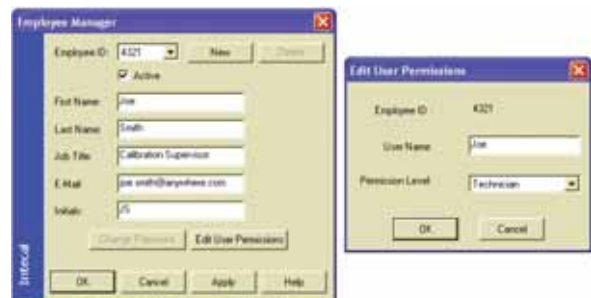 Employee Manager
Employee ID: 4321 New Delete
Active
First Name: Joe
Last Name: Smith
Job Title: Calibration Supervisor
E-Mail joe.smith@anywhere.com
Initials: JS
Change Password Edit User Permissions
OK Cancel Apply Help
Intecal
Edit User Permissions
Employee ID 4321
User Name: Joe
Permission Level: Technician
OK Cancel